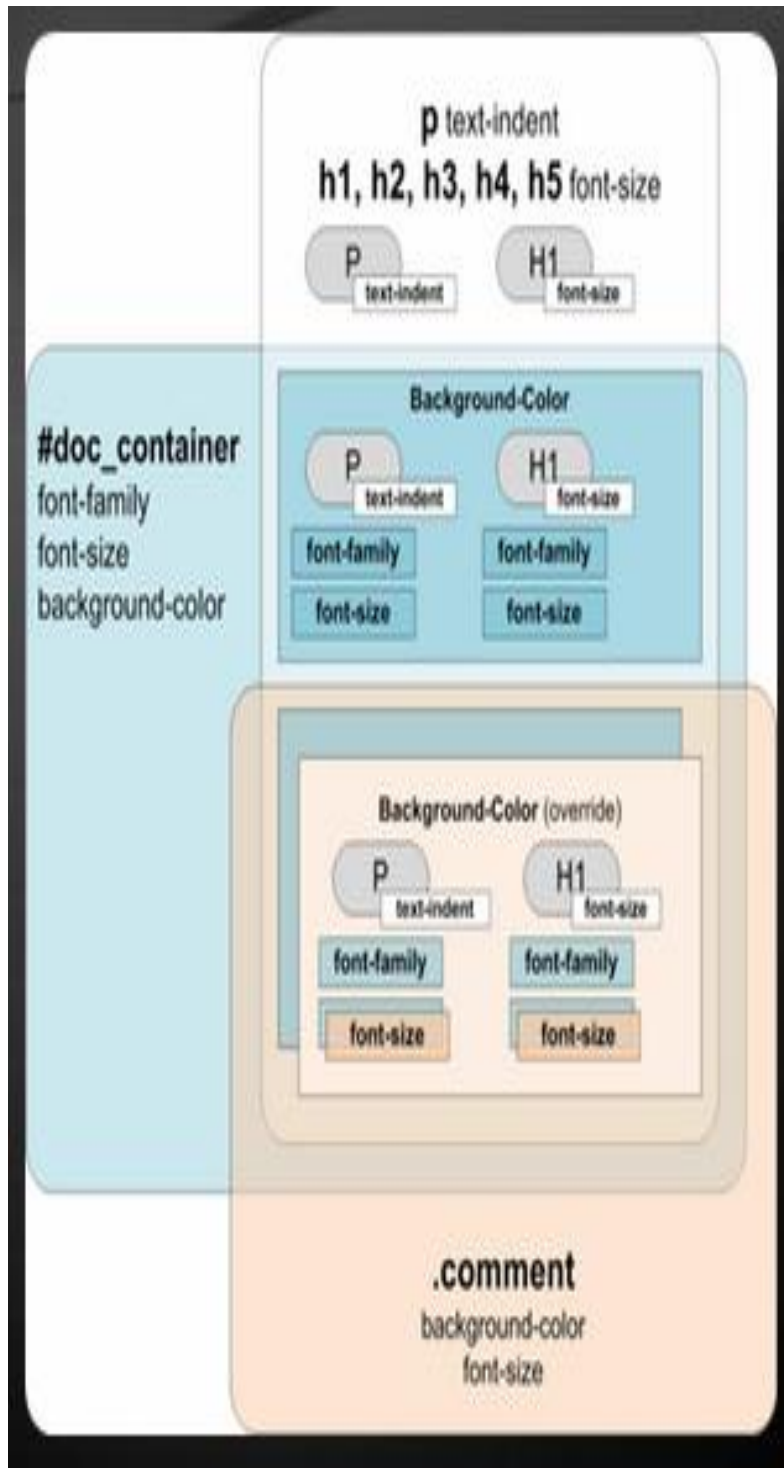 p text-indent
h1, h2, h3, h4, h5 font-size
P
text-indent
H1
font-size
#doc_container
font-family
font-size
background-color
Background-Color
P
text-indent
H1
font-size
font-family
font-family
font-size
font-size
Background-Color (override)
P
text-indent
H1
font-size
font-family
font-family
font-size
font-size
.comment
background-color
font-size